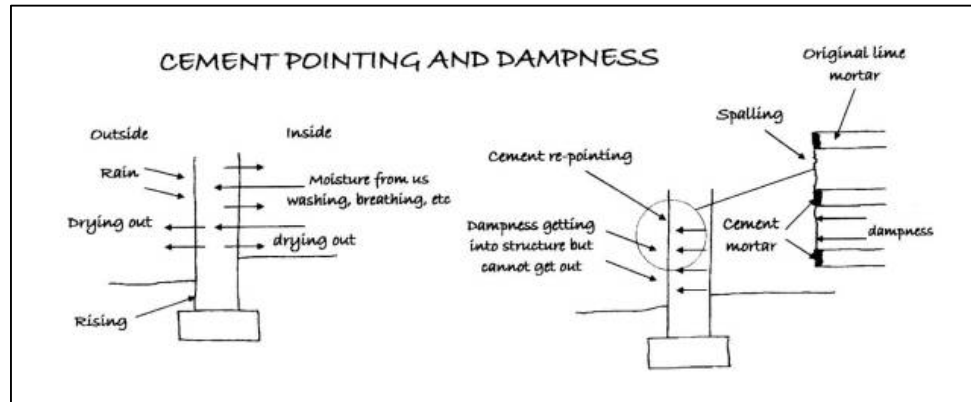 CEMENT POINTING AND DAMPNESS
Outside
Inside
Rain
Moisture from us
washing, breathing, etc
Drying out
drying out
Rising
Original lime
mortar
Spalling
Cement re-pointing
Dampness getting
into structure but
cannot get out
Cement
mortar
dampness